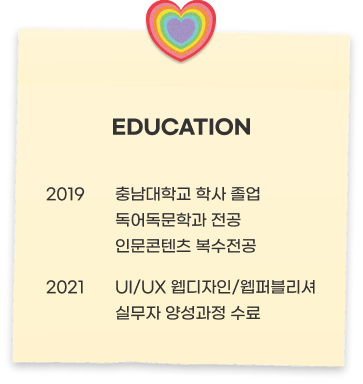 EDUCATION
2019 충남대학교 학사 졸업
독어독문학과 전공
인문콘텐츠 복수전공
2021 UI/UX 웹디자인/웹퍼블리셔
실무자 양성과정 수료